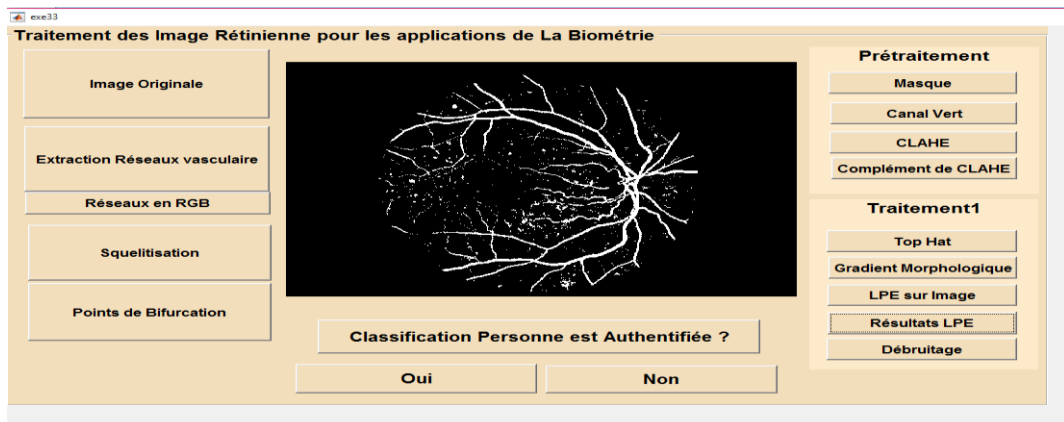 exe33
Traitement des Image Rétinienne pour les applications de La Biométrie
Image Originale
Extraction Réseaux vasculaire
Réseaux en RGB
Squelitisation
Points de Bifurcation
Classification Personne est Authentifiée ?
Oui
Non
Prétraitement
Masque
Canal Vert
CLAHE
Complément de CLAHE
Traitement1
Top Hat
Gradient Morphologique
LPE sur Image
Résultats LPE
Débruitage